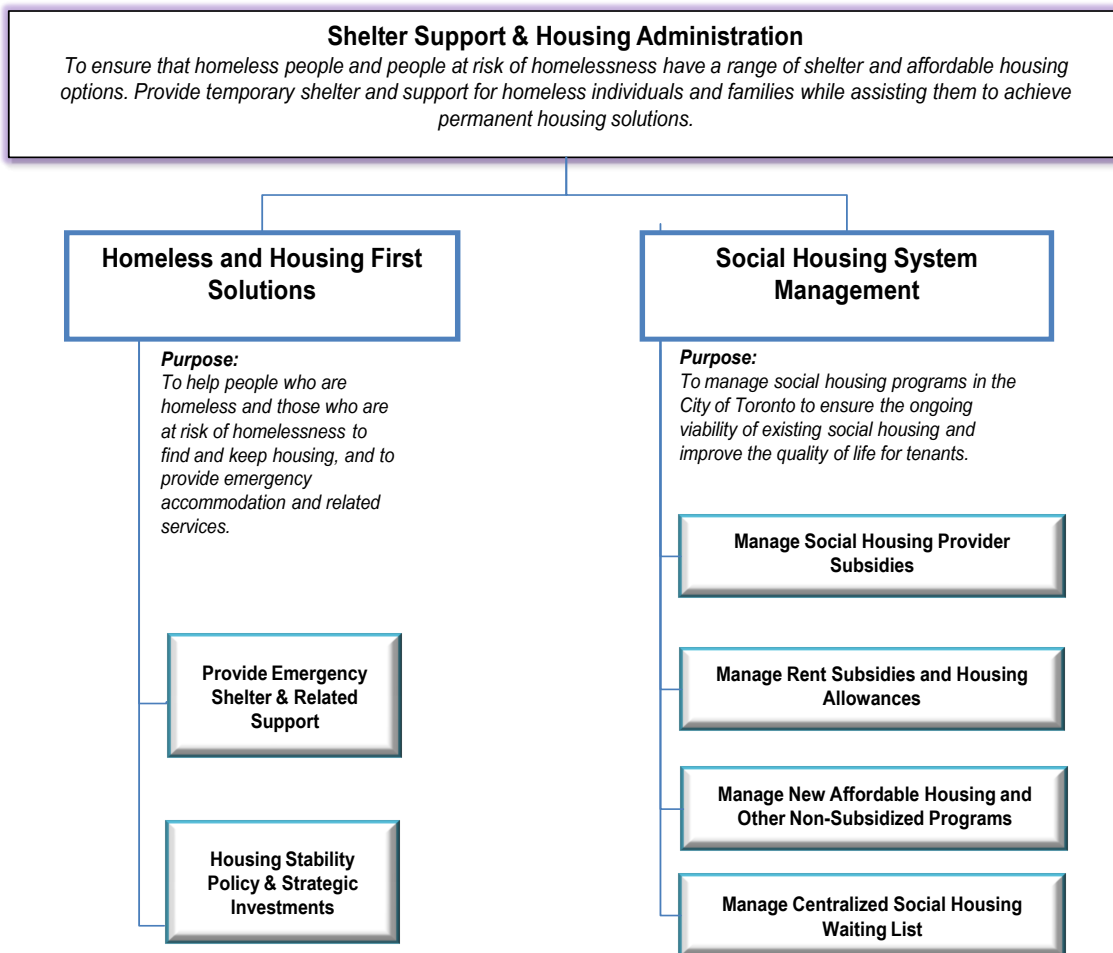 Shelter Support & Housing Administration
To ensure that homeless people and people at risk of homelessness have a range of shelter and affordable housing
options. Provide temporary shelter and support for homeless individuals and families while assisting them to achieve
permanent housing solutions.
Homeless and Housing First
Solutions
Purpose:
To help people who are
homeless and those who are
at risk of homelessness to
find and keep housing, and to
provide emergency
accommodation and related
services.
Provide Emergency
Shelter & Related
Support
Housing Stability
Policy & Strategic
Investments
Social Housing System
Management
Purpose:
To manage social housing programs in the
City of Toronto to ensure the ongoing
viability of existing social housing and
improve the quality of life for tenants.
Manage Social Housing Provider
Subsidies
Manage Rent Subsidies and Housing
Allowances
Manage New Affordable Housing and
Other Non-Subsidized Programs
Manage Centralized Social Housing
Waiting List